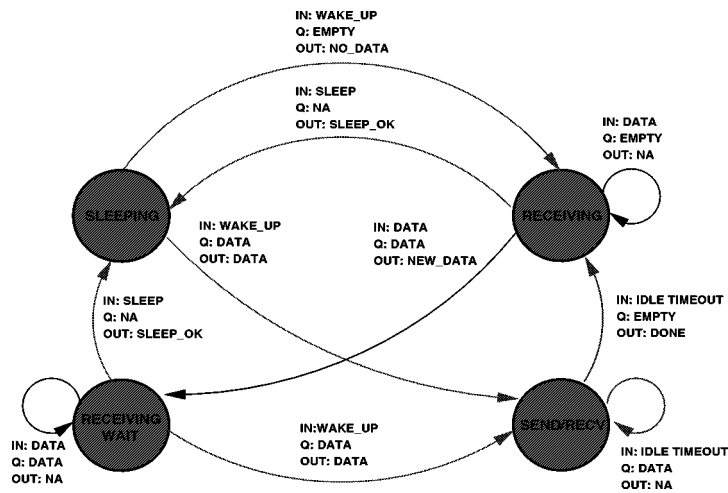 IN: WAKE_UP
Q: EMPTY
OUT: NO_DATA
IN: SLEEP
Q: NA
OUT: SLEEP_OK
IN: DATA
Q: EMPTY
OUT: NA
SLEEPING
RECEIVING
IN: WAKE_UP
Q: DATA
OUT: DATA
IN: DATA
Q: DATA
OUT: NEW_DATA
IN: SLEEP
Q: NA
OUT: SLEEP_OK
IN: IDLE TIMEOUT
Q: EMPTY
OUT: DONE
RECEIVING
WAIT
SEND/RECV
IN: DATA
Q: DATA
OUT: NA
IN:WAKE_UP
Q: DATA
OUT: DATA
IN: IDLE TIMEOUT
Q: DATA
OUT: NA